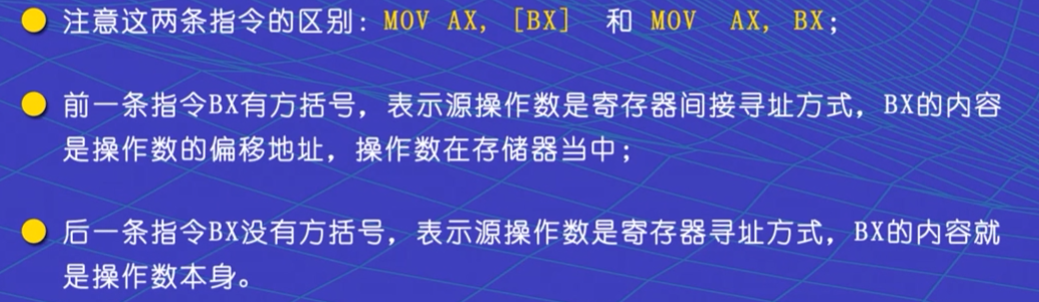 注意这两条指令的区别：MOV AX, [BX] 和 MOV AX, BX；
前一条指令BX有方括号，表示源操作数是寄存器间接寻址方式，BX的内容
是操作数的偏移地址，操作数在存储器当中；
后一条指令BX没有方括号，表示源操作数是寄存器寻址方式，BX的内容就
是操作数本身。